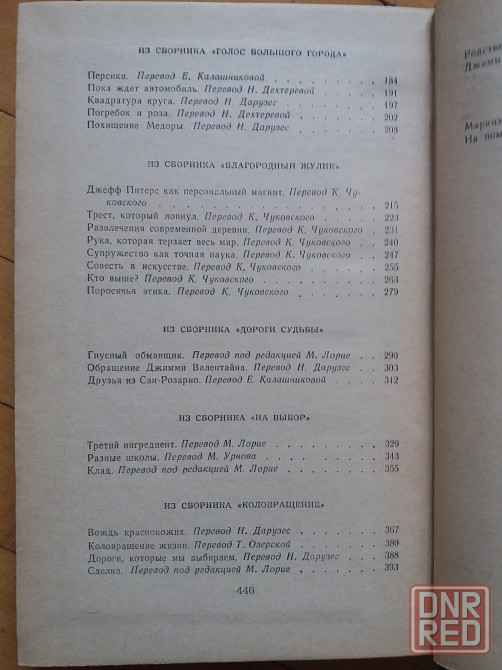 ИЗ СБОРНИКА «ГОЛОС БОЛЬШОГО ГОРОДА»
Персики. Перевод Е. Калашниковой . . . . . . . . 184
Пока ждет автомобиль. Перевод Н. Дехтеревой . . . . 191
Квадратура круга. Перевод Н. Дарузес . . . . . . . 197
Погребок и роза. Перевод Н. Дехтеревой . . . . . . 202
Похищение Медоры. Перевод Н. Дарузес . . . . . . 208
ИЗ СБОРНИКА «БЛАГОРОДНЫЙ ЖУЛИК»
Джефф Питерс как персональный магнит. Перевод К. Чу-
ковского . . . . . . . . . . . . . . . . . 215
Трест, который лопнул. Перевод К. Чуковского . . . . 223
Развлечения современной деревни. Перевод К. Чуковского . 231
Рука, которая терзает весь мир. Перевод К. Чуковского . 240
Супружество как точная наука. Перевод К. Чуковского . . 247
Совесть в искусстве. Перевод К. Чуковского . . . . . 255
Кто выше? Перевод К. Чуковского . . . . . . . . 263
Поросячья этика. Перевод К. Чуковского . . . . . . 279
ИЗ СБОРНИКА «ДОРОГИ СУДЬБЫ»
Гнусный обманщик. Перевод под редакцией М. Лорие . . 290
Обращение Джимми Валентайна. Перевод Н. Дарузес . . 303
Друзья из Сан-Розарио. Перевод Е. Калашниковой . . . 312
ИЗ СБОРНИКА «НА ВЫБОР»
Третий ингредиент. Перевод М. Лорие . . . . . . . 329
Разные школы. Перевод М. Урнова . . . . . . . . 343
Клад. Перевод под редакцией М. Лорие . . . . . . . 355
ИЗ СБОРНИКА «КОЛОВРАЩЕНИЕ»
Вождь краснокожих. Перевод Н. Дарузес . . . . . . 367
Коловращение жизни. Перевод Т. Озерской . . . . . . 380
Дороги, которые мы выбираем. Перевод Н. Дарузес . . . 388
Сделка. Перевод под редакцией М. Лорие . . . . . . 393
446
Джимми
На пом
DNR
RED